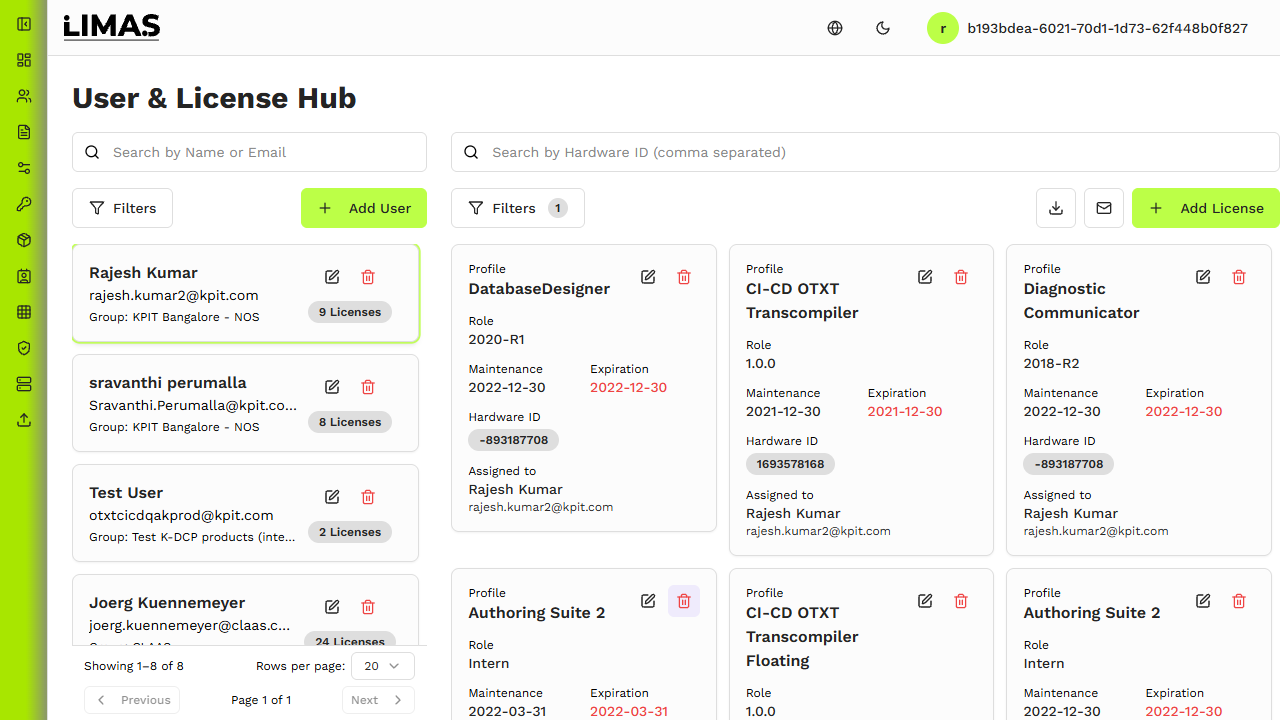 LIMAS
r
b193bdea-6021-70d1-1d73-62f448b0f827
User & License Hub
Search by Name or Email
Search by Hardware ID (comma separated)
Filters
Add User
Filters
1
Add License
Rajesh Kumar
rajesh.kumar2@kpit.com
Group: KPIT Bangalore - NOS
9 Licenses
sravanthi perumalla
Sravanthi.Perumalla@kpit.co...
Group: KPIT Bangalore - NOS
8 Licenses
Test User
otxtcicdqakprod@kpit.com
Group: Test K-DCP products (inte...
2 Licenses
Joerg Kuennemeyer
joerg.kuennemeyer@claas.c...
24 Licenses
Showing 1–8 of 8
Rows per page:
20
Previous
Page 1 of 1
Next
Profile
DatabaseDesigner
Role
2020-R1
Maintenance
Expiration
2022-12-30
2022-12-30
Hardware ID
-893187708
Assigned to
Rajesh Kumar
rajesh.kumar2@kpit.com
Profile
CI-CD OTXT
Transcompiler
Role
1.0.0
Maintenance
Expiration
2021-12-30
2021-12-30
Hardware ID
1693578168
Assigned to
Rajesh Kumar
rajesh.kumar2@kpit.com
Profile
Diagnostic
Communicator
Role
2018-R2
Maintenance
Expiration
2022-12-30
2022-12-30
Hardware ID
-893187708
Assigned to
Rajesh Kumar
rajesh.kumar2@kpit.com
Profile
Authoring Suite 2
Role
Intern
Maintenance
Expiration
2022-03-31
2022-03-31
Profile
CI-CD OTXT
Transcompiler
Floating
Role
1.0.0
Profile
Authoring Suite 2
Role
Intern
Maintenance
Expiration
2022-12-30
2022-12-30